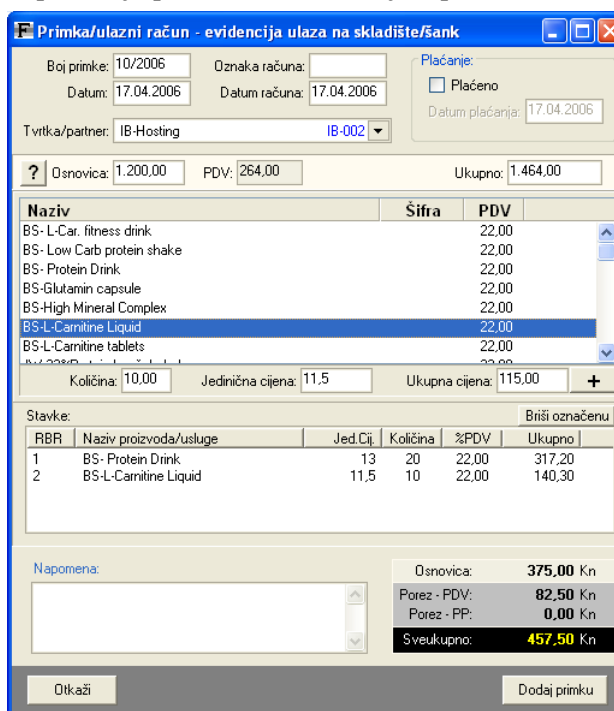 Primka/ulazni račun - evidencija ulaza na skladište/šank
Boj primke: 10/2006 Oznaka računa:
Plaćanje:
Plaćeno
Datum: 17.04.2006 Datum računa: 17.04.2006
Datum plaćanja: 17.04.2006
Tvrtka/partner: IB-Hosting IB-002
? Osnovica: 1.200,00 PDV: 264,00 Ukupno: 1.464,00
Naziv Šifra PDV
BS- L-Car. fitness drink 22,00
BS- Low Carb protein shake 22,00
BS- Protein Drink 22,00
BS-Glutamin capsule 22,00
BS-High Mineral Complex 22,00
BS-L-Carnitine Liquid 22,00
BS-L-Carnitine tablets 22,00
22,00
Količina: 10,00 Jedinična cijena: 11,5 Ukupna cijena: 115,00 +
Stavke: Briši označenu
RBR Naziv proizvoda/usluge Jed.Cij. Količina %PDV Ukupno
1 BS- Protein Drink 13 20 22,00 317,20
2 BS-L-Carnitine Liquid 11,5 10 22,00 140,30
Napomena:
Osnovica: 375,00 Kn
Porez - PDV: 82,50 Kn
Porez - PP: 0,00 Kn
Sveukupno: 457,50 Kn
Otkaži Dodaj primku